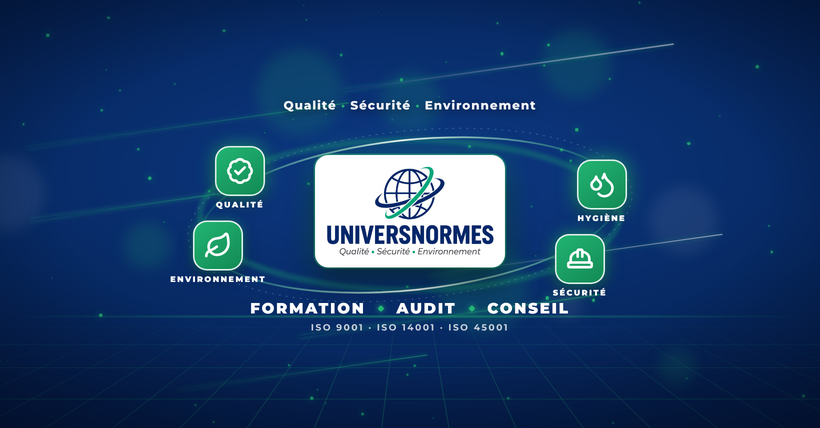 Qualité • Sécurité • Environnement
QUALITÉ
HYGIÈNE
UNIVERSNORMES
Qualité • Sécurité • Environnement
ENVIRONNEMENT
SÉCURITÉ
FORMATION ◆ AUDIT ◆ CONSEIL
ISO 9001 · ISO 14001 · ISO 45001